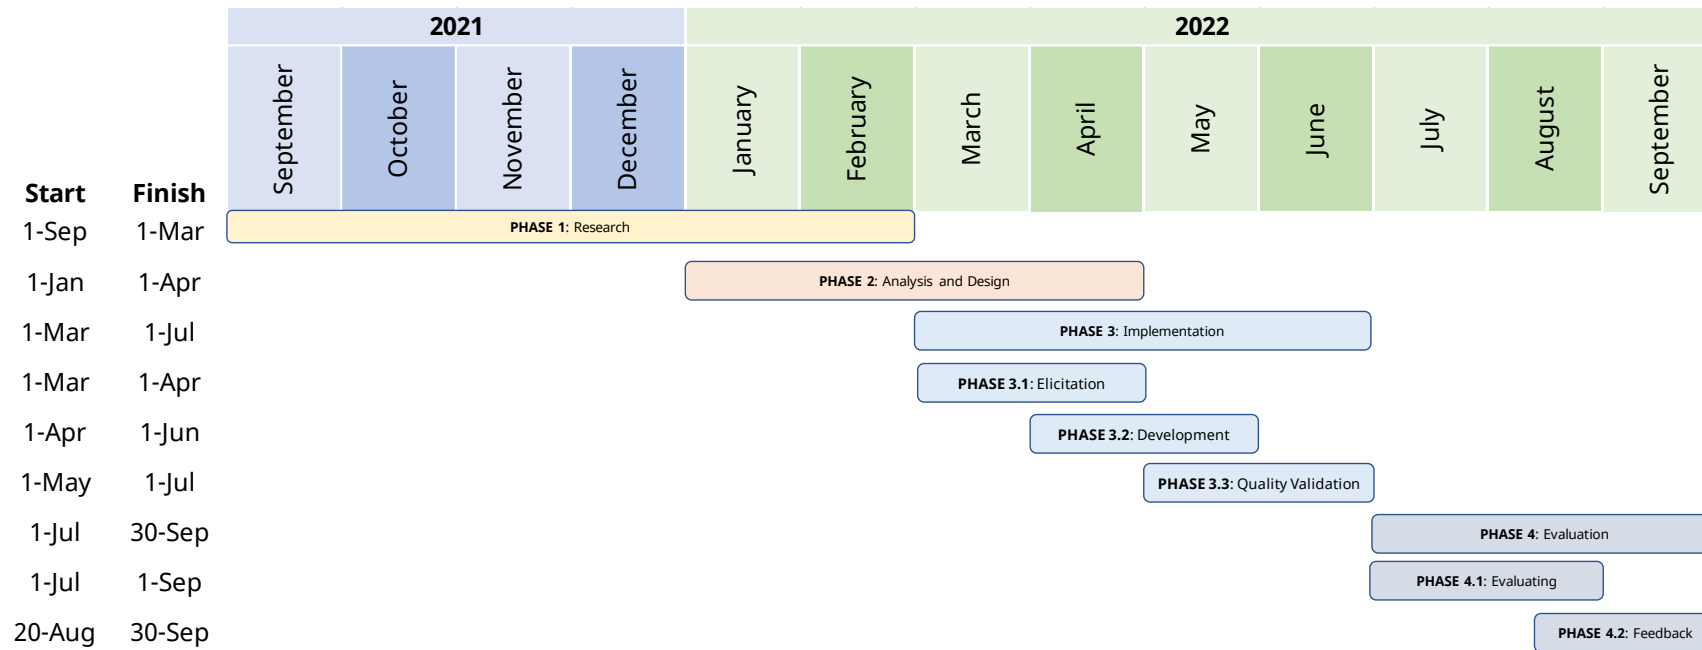 2021 2022
September October November December January February March April May June July August September
Start Finish
1-Sep 1-Mar PHASE 1: Research
1-Jan 1-Apr PHASE 2: Analysis and Design
1-Mar 1-Jul PHASE 3: Implementation
1-Mar 1-Apr PHASE 3.1: Elicitation
1-Apr 1-Jun PHASE 3.2: Development
1-May 1-Jul PHASE 3.3: Quality Validation
1-Jul 30-Sep PHASE 4: Evaluation
1-Jul 1-Sep PHASE 4.1: Evaluating
20-Aug 30-Sep PHASE 4.2: Feedback